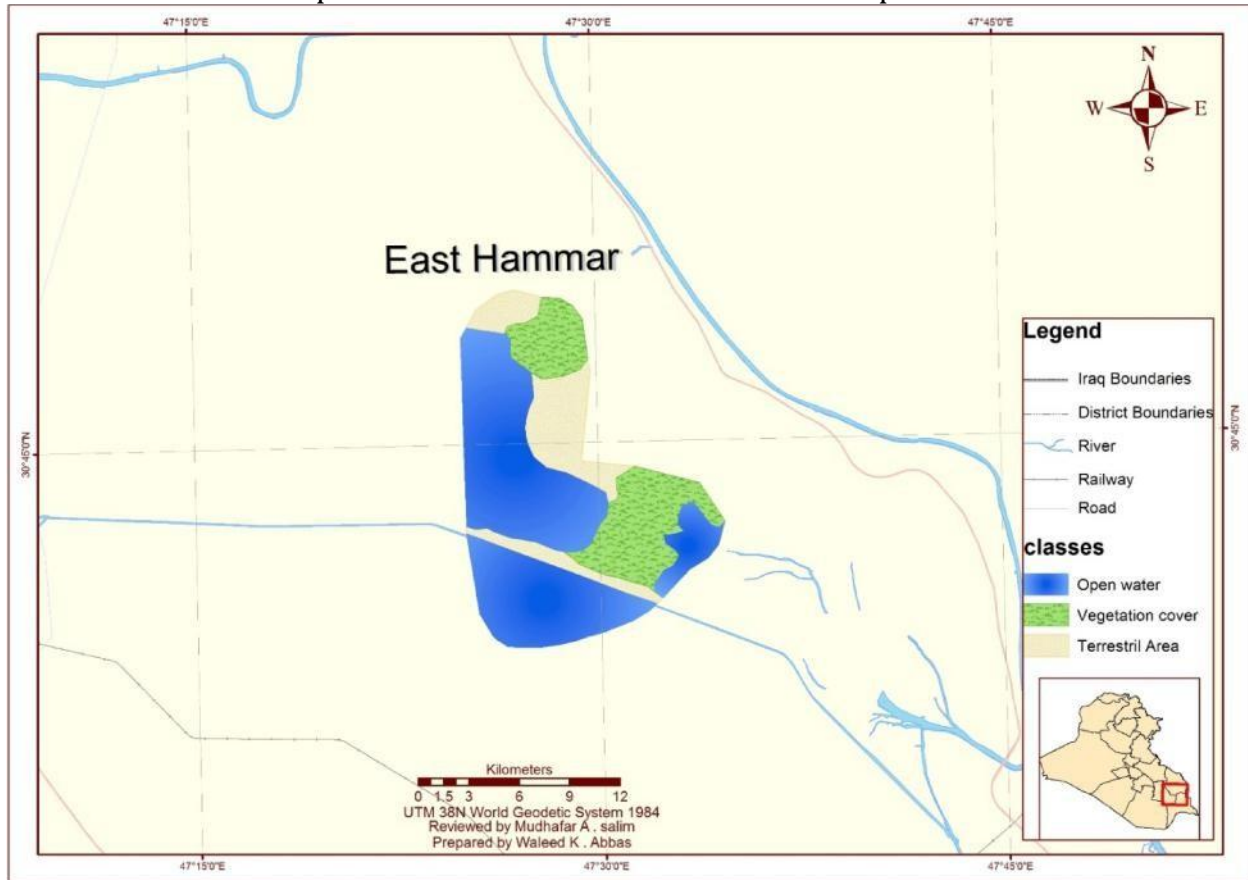 47°15'0"E
47°30'0"E
47°45'0"E
N
W E
S
East Hammar
Legend
Iraq Boundaries
District Boundaries
River
Railway
Road
30°45'0"N
30°45'0"N
classes
Open water
Vegetation cover
Terrestril Area
Kilometers
0 1.5 3 6 9 12
UTM 38N World Geodetic System 1984
Reviewed by Mudhafar A . salim
Prepared by Waleed K . Abbas
47°15'0"E
47°30'0"E
47°45'0"E